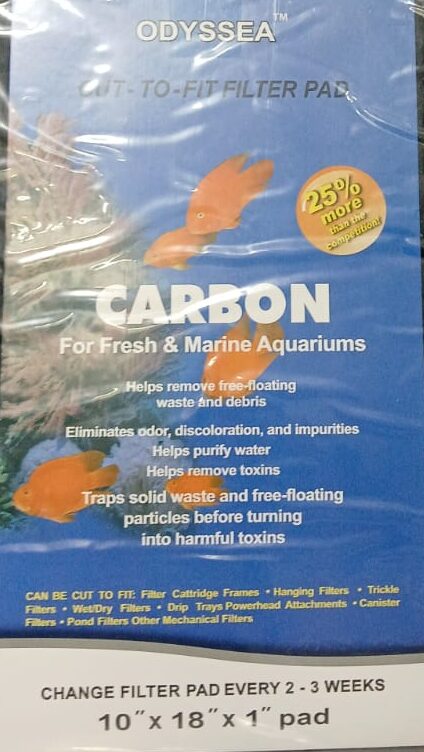 ODYSSEA™
CUT-TO-FIT FILTER PAD
25%
more
than the
competition!
CARBON
For Fresh & Marine Aquariums
Helps remove free-floating
waste and debris
Eliminates odor, discoloration, and impurities
Helps purify water
Helps remove toxins
Traps solid waste and free-floating
particles before turning
into harmful toxins
CAN BE CUT TO FIT: Filter Cattridge Frames • Hanging Filters • Trickle
Filters • Wet/Dry Filters • Drip Trays Powerhead Attachments • Canister
Filters • Pond Filters Other Mechanical Filters
CHANGE FILTER PAD EVERY 2 - 3 WEEKS
10″ x 18″ x 1″ pad